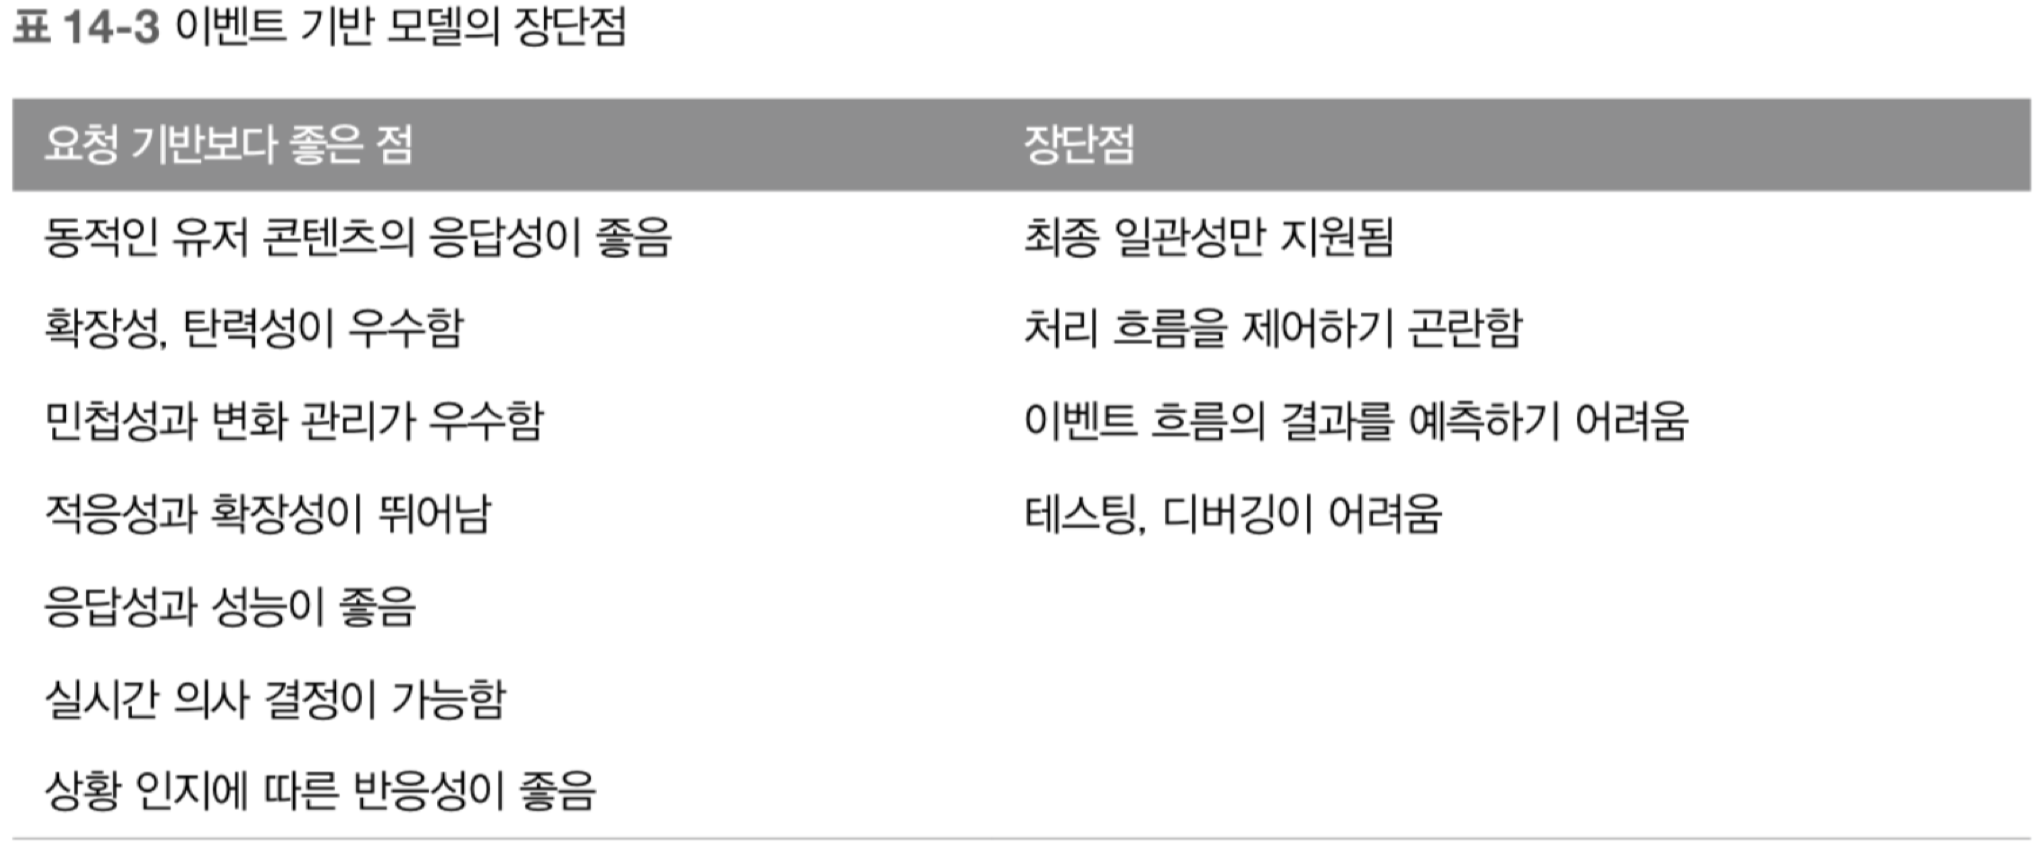 표 14-3 이벤트 기반 모델의 장단점
요청 기반보다 좋은 점 장단점
동적인 유저 콘텐츠의 응답성이 좋음 최종 일관성만 지원됨
확장성, 탄력성이 우수함 처리 흐름을 제어하기 곤란함
민첩성과 변화 관리가 우수함 이벤트 흐름의 결과를 예측하기 어려움
적응성과 확장성이 뛰어남 테스팅, 디버깅이 어려움
응답성과 성능이 좋음
실시간 의사 결정이 가능함
상황 인지에 따른 반응성이 좋음